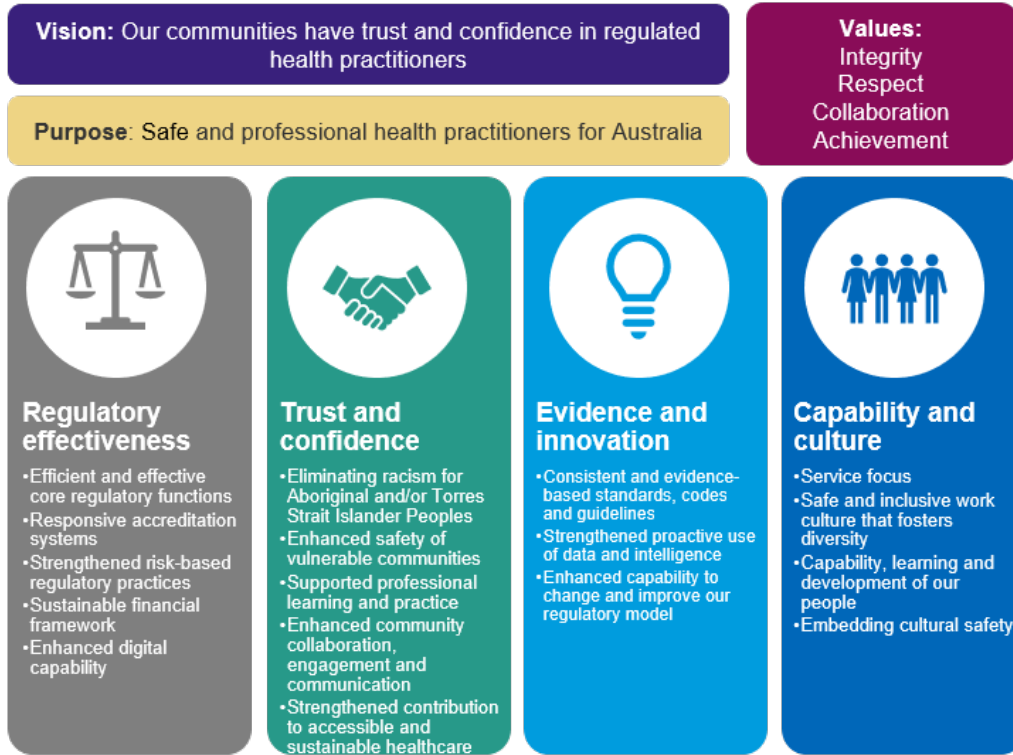 Vision: Our communities have trust and confidence in regulated
health practitioners
Purpose: Safe and professional health practitioners for Australia
Values:
Integrity
Respect
Collaboration
Achievement
Regulatory
effectiveness
•Efficient and effective
core regulatory functions
•Responsive accreditation
systems
•Strengthened risk-based
regulatory practices
•Sustainable financial
framework
•Enhanced digital
capability
Trust and
confidence
•Eliminating racism for
Aboriginal and/or Torres
Strait Islander Peoples
•Enhanced safety of
vulnerable communities
•Supported professional
learning and practice
•Enhanced community
collaboration,
engagement and
communication
•Strengthened contribution
to accessible and
sustainable healthcare
Evidence and
innovation
•Consistent and evidence-
based standards, codes
and guidelines
•Strengthened proactive use
of data and intelligence
•Enhanced capability to
change and improve our
regulatory model
Capability and
culture
•Service focus
•Safe and inclusive work
culture that fosters
diversity
•Capability, learning and
development of our
people
•Embedding cultural safety